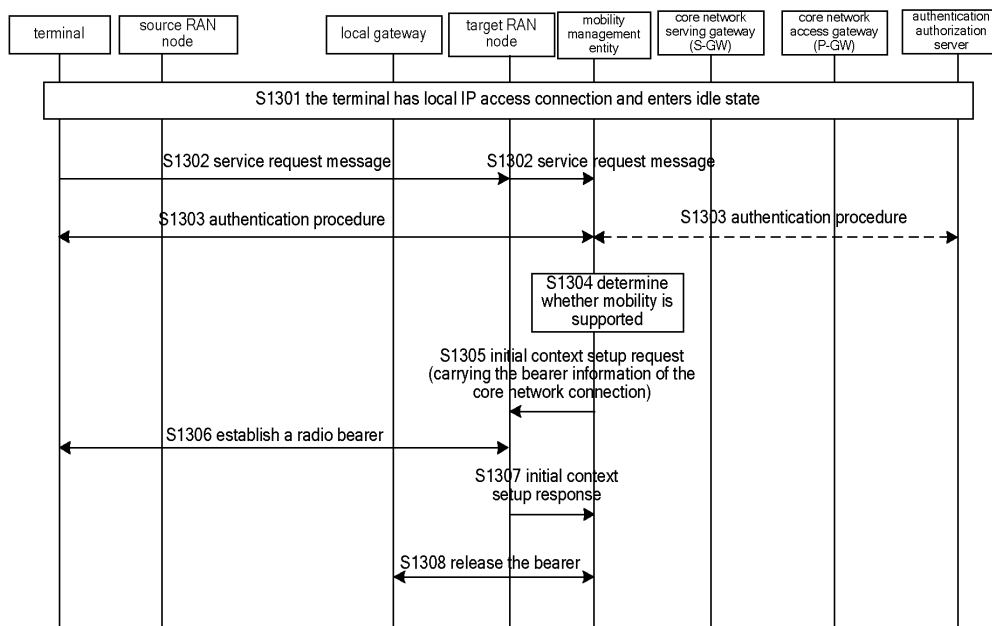 terminal
source RAN
node
local gateway
target RAN
node
mobility
management
entity
core network
serving gateway
(S-GW)
core network
access gateway
(P-GW)
authentication
authorization
server
S1301 the terminal has local IP access connection and enters idle state
S1302 service request message
S1302 service request message
S1303 authentication procedure
S1303 authentication procedure
S1304 determine
whether mobility is
supported
S1305 initial context setup request
(carrying the bearer information of the
core network connection)
S1306 establish a radio bearer
S1307 initial context
setup response
S1308 release the bearer